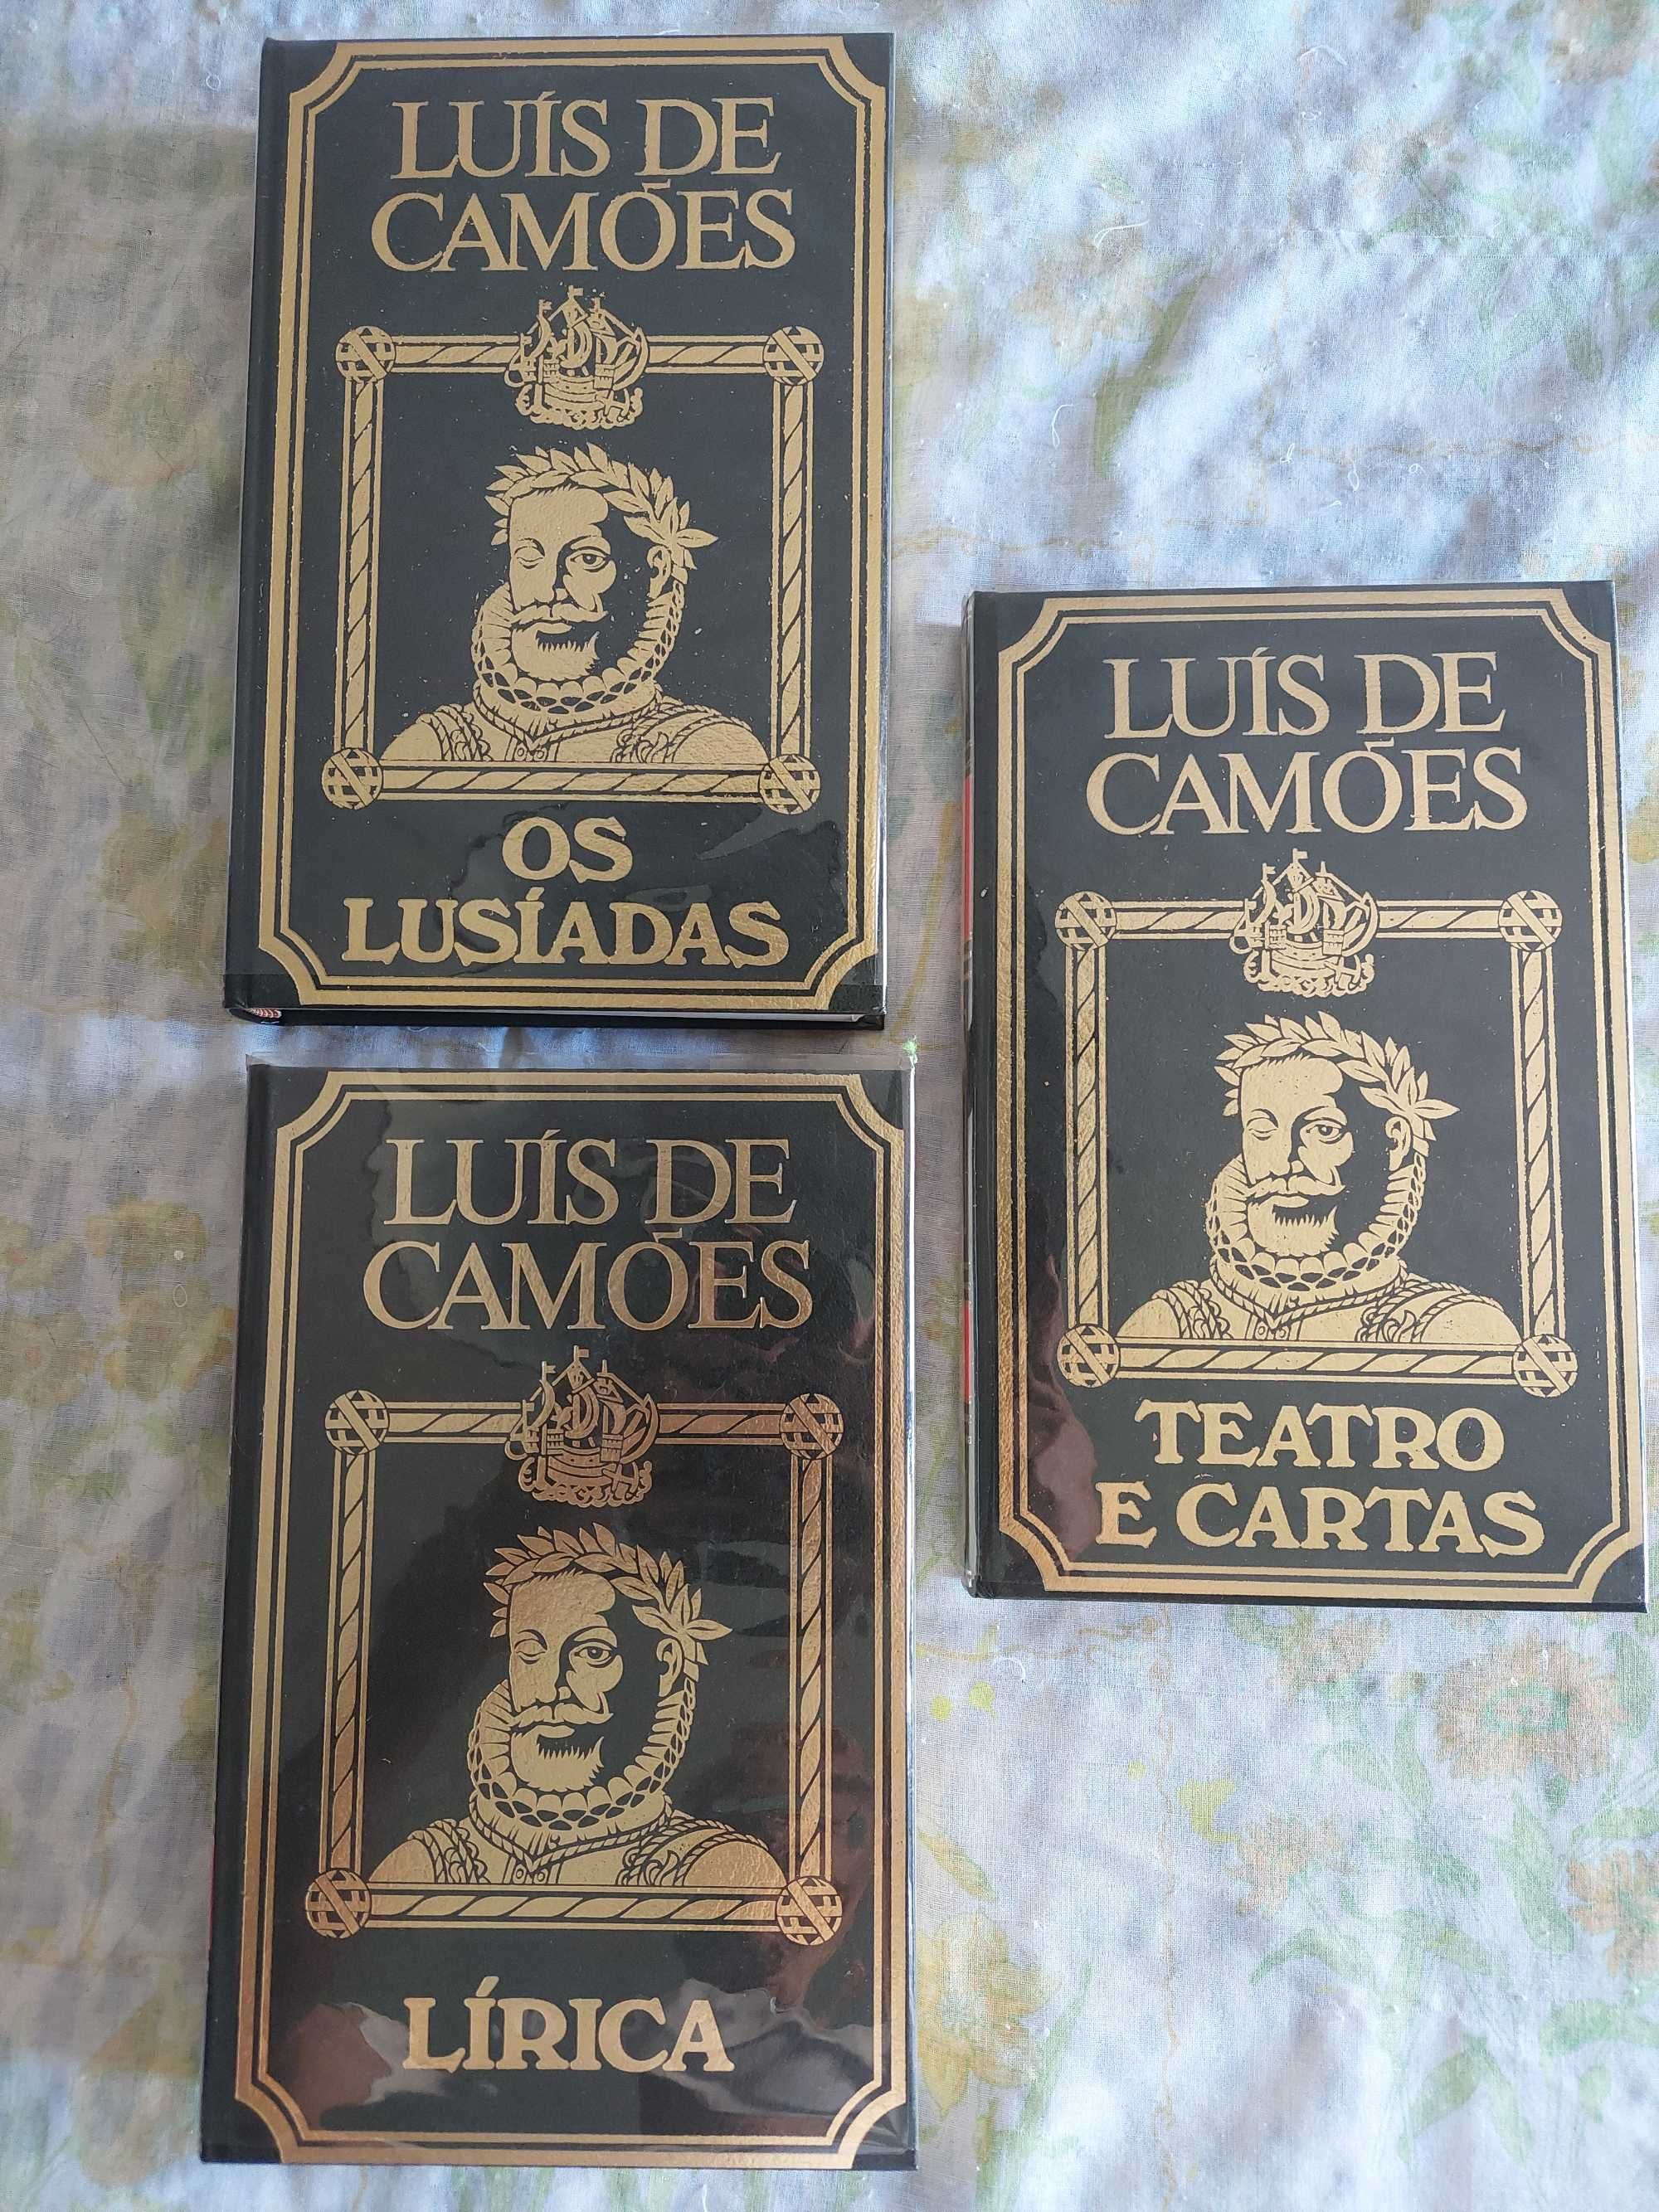 LUÍS DE
CAMÕES
OS
LUSÍADAS
LUÍS DE
CAMÕES
TEATRO
E CARTAS
LUÍS DE
CAMÕES
LÍRICA